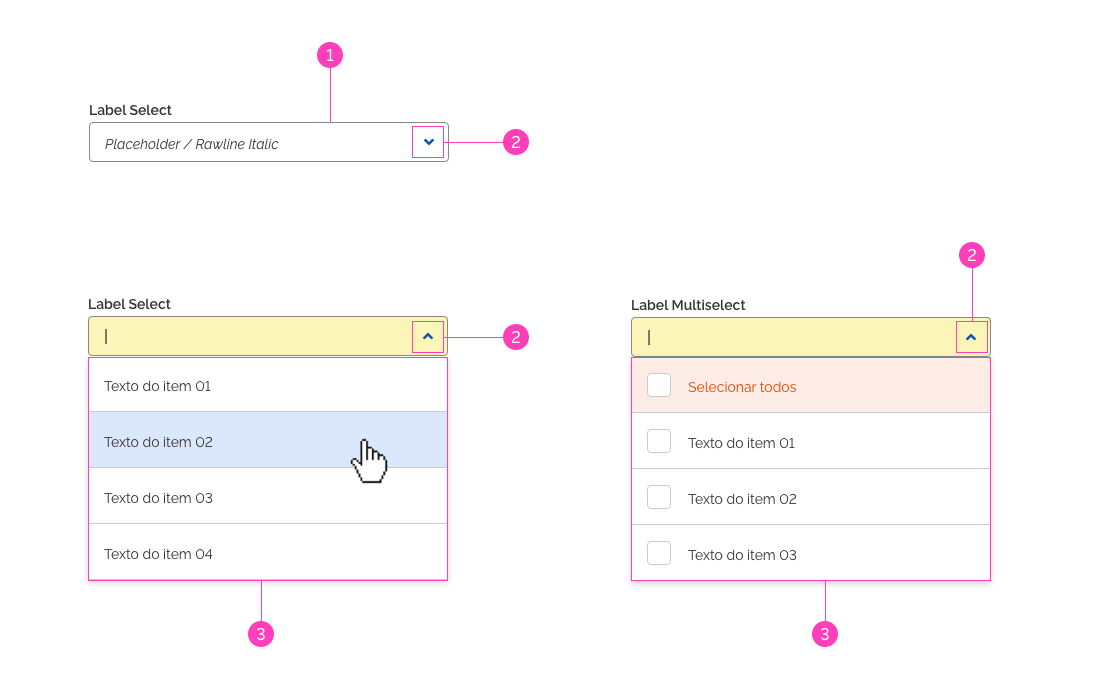 1
Label Select
Placeholder / Rawline Italic
2
Label Select
2
Texto do item 01
Texto do item 02
Texto do item 03
Texto do item 04
3
2
Label Multiselect
Selecionar todos
Texto do item 01
Texto do item 02
Texto do item 03
3